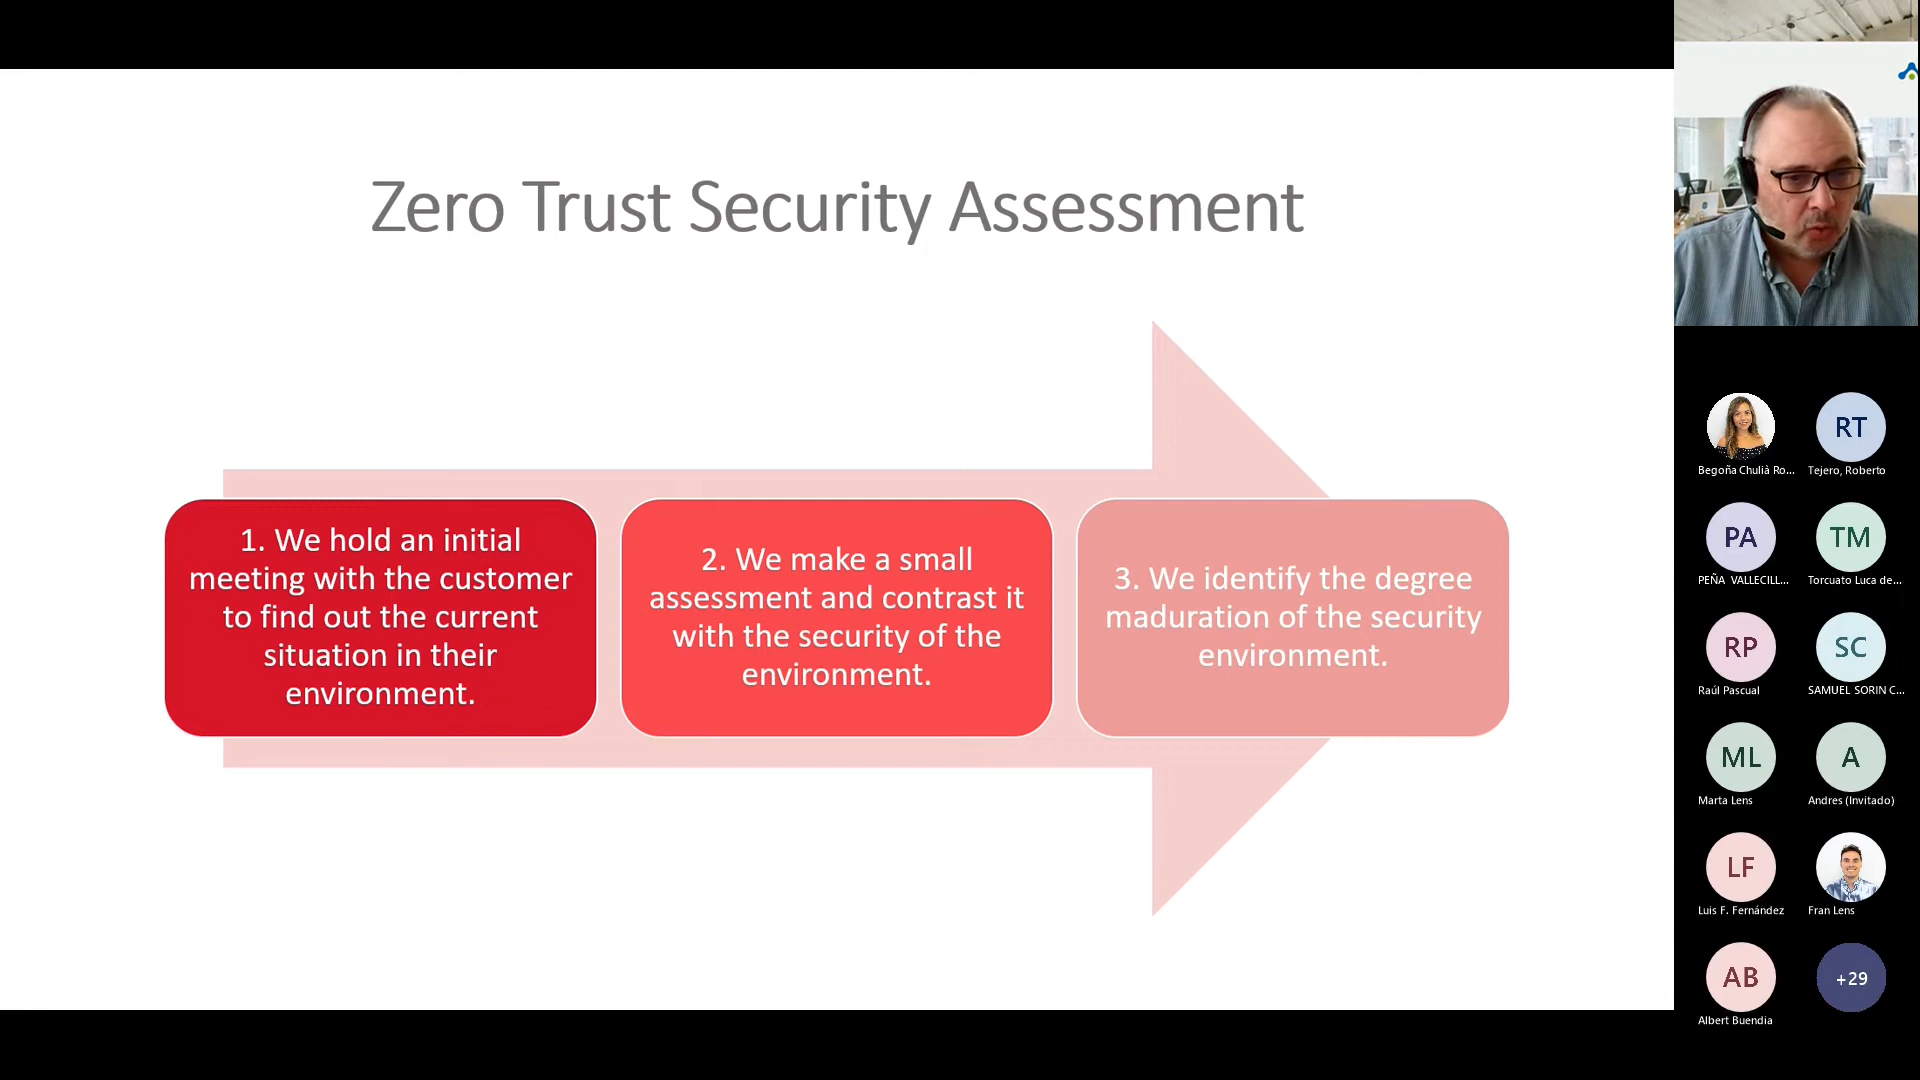 Zero Trust Security Assessment
1. We hold an initial
meeting with the customer
to find out the current
situation in their
environment.
2. We make a small
assessment and contrast it
with the security of the
environment.
3. We identify the degree
maduration of the security
environment.
Begoña Chulià Ro...
RT
Tejero, Roberto
PA
PEÑA VALLECILL...
TM
Torcuato Luca de...
RP
Raúl Pascual
SC
SAMUEL SORIN C...
ML
Marta Lens
A
Andres (Invitado)
LF
Luis F. Fernández
Fran Lens
AB
Albert Buendia
+29